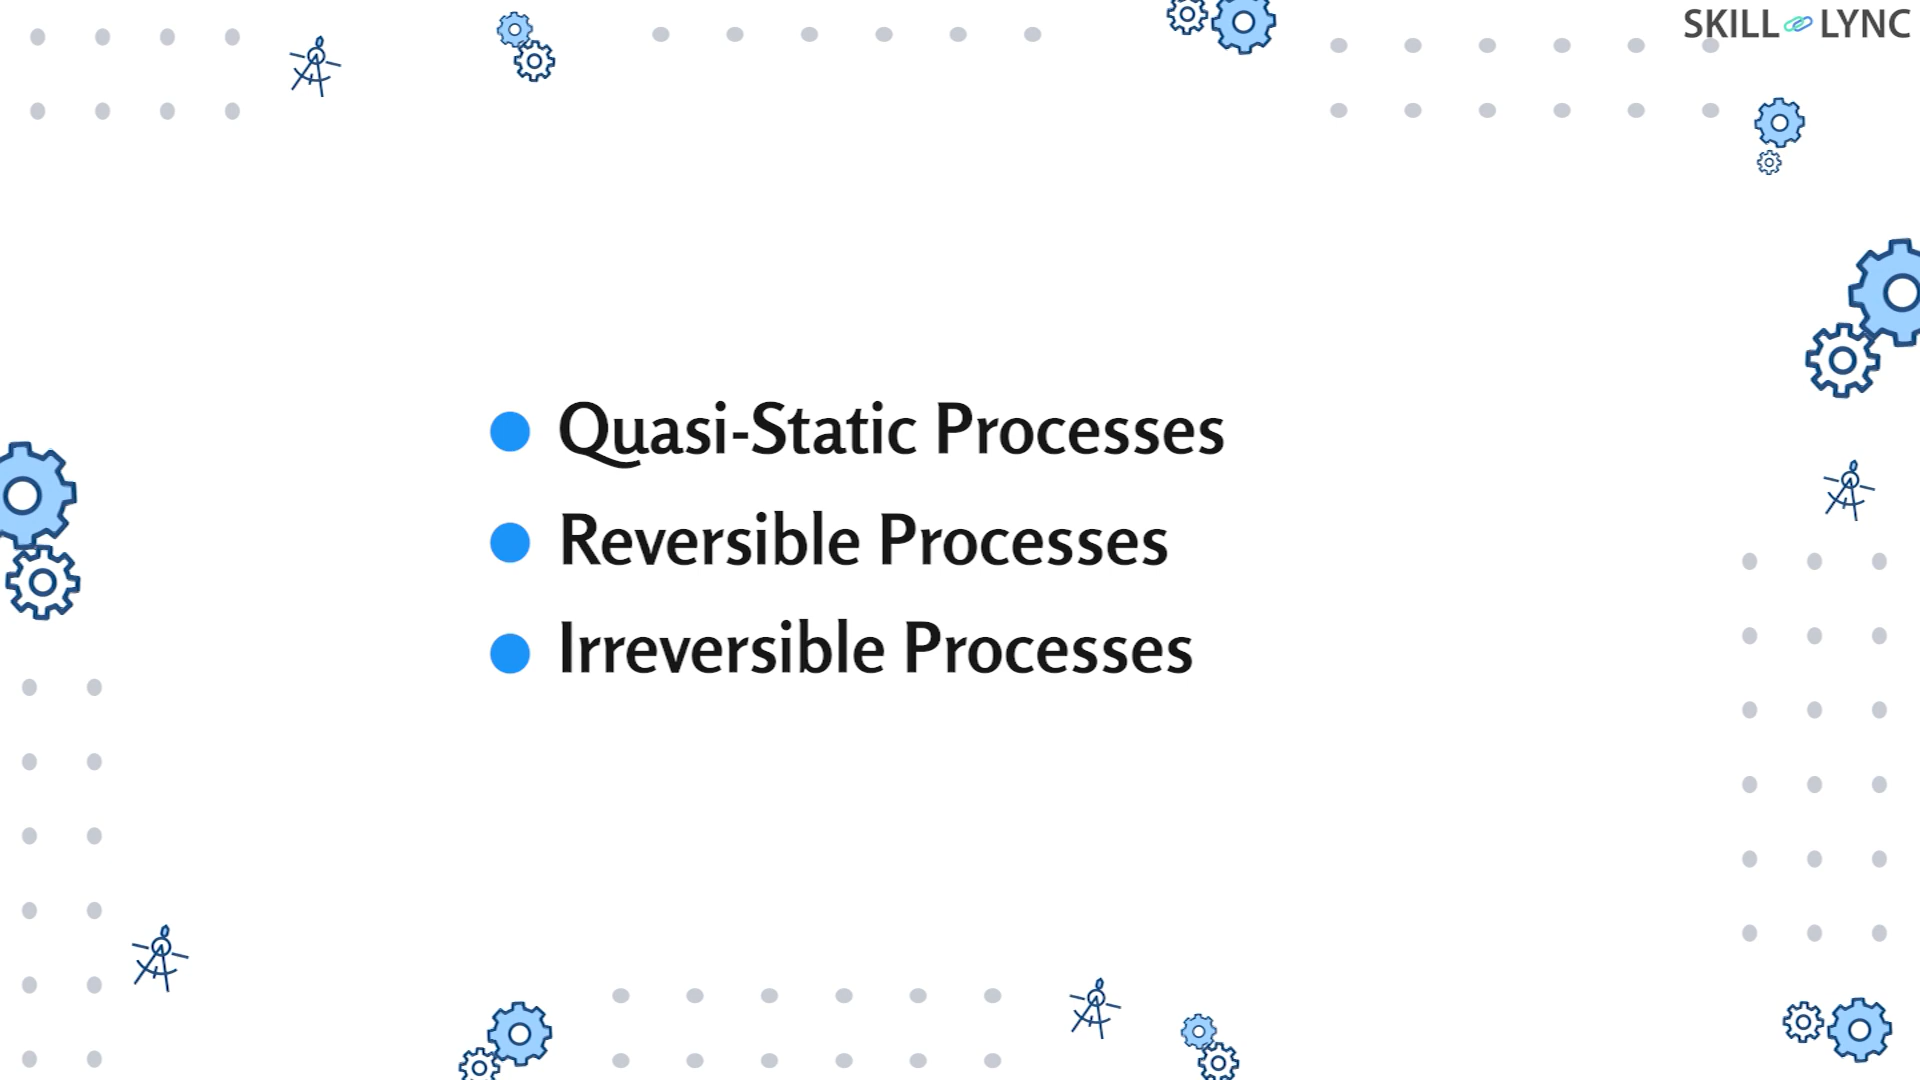 SKILL LYNC
Quasi-Static Processes
Reversible Processes
Irreversible Processes